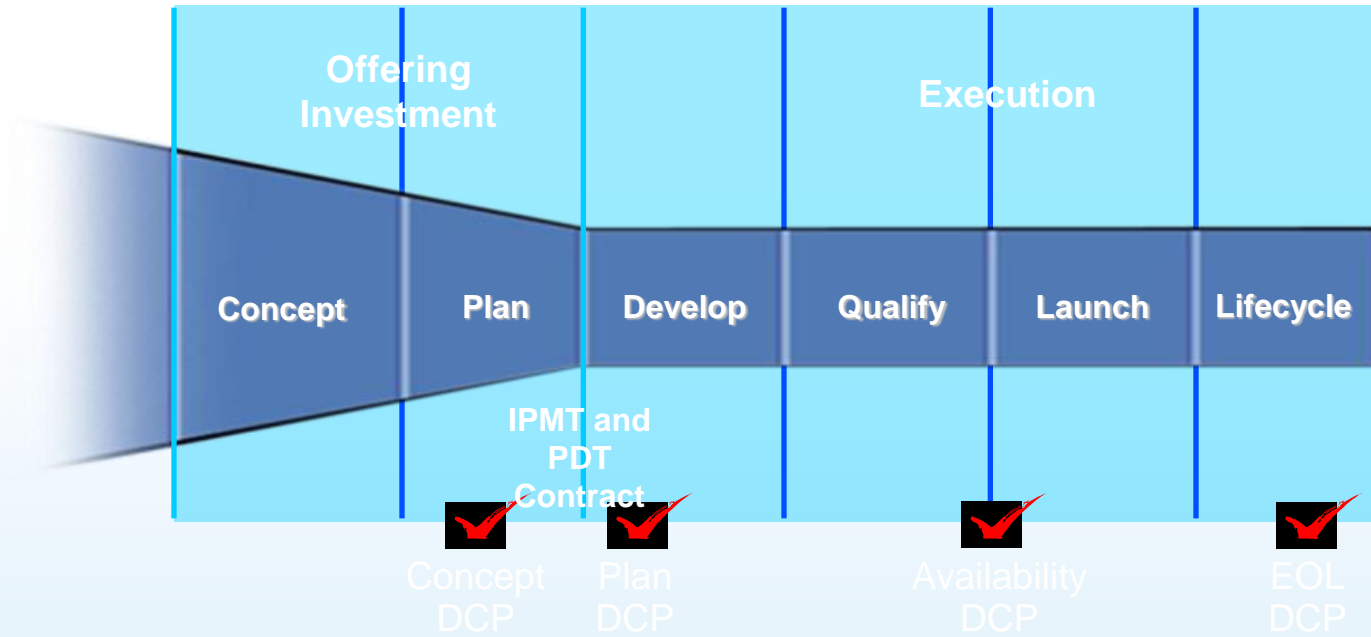 Offering
Investment
Execution
Concept
Plan
Develop
Qualify
Launch
Lifecycle
IPMT and
PDT
Contract
Concept
DCP
Plan
DCP
Availability
DCP
EOL
DCP